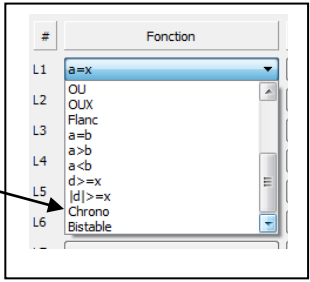 # Fonction
L1 a=x
L2 OU
OUX
Flanc
L3 a=b
a>b
L4 a<b
d>=x
L5 |d|>=x
Chrono
L6 Bistable